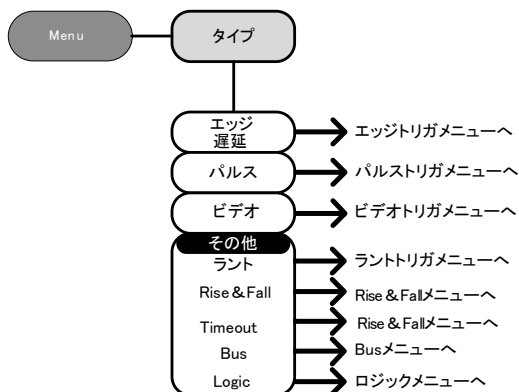 Menu
タイプ
エッジ
遅延
エッジトリガメニューへ
パルス
パルストリガメニューへ
ビデオ
ビデオトリガメニューへ
その他
ラント
ラントトリガメニューへ
Rise＆Fall
Rise＆Fallメニューへ
Timeout
Rise＆Fallメニューへ
Bus
Busメニューへ
Logic
ロジックメニューへ